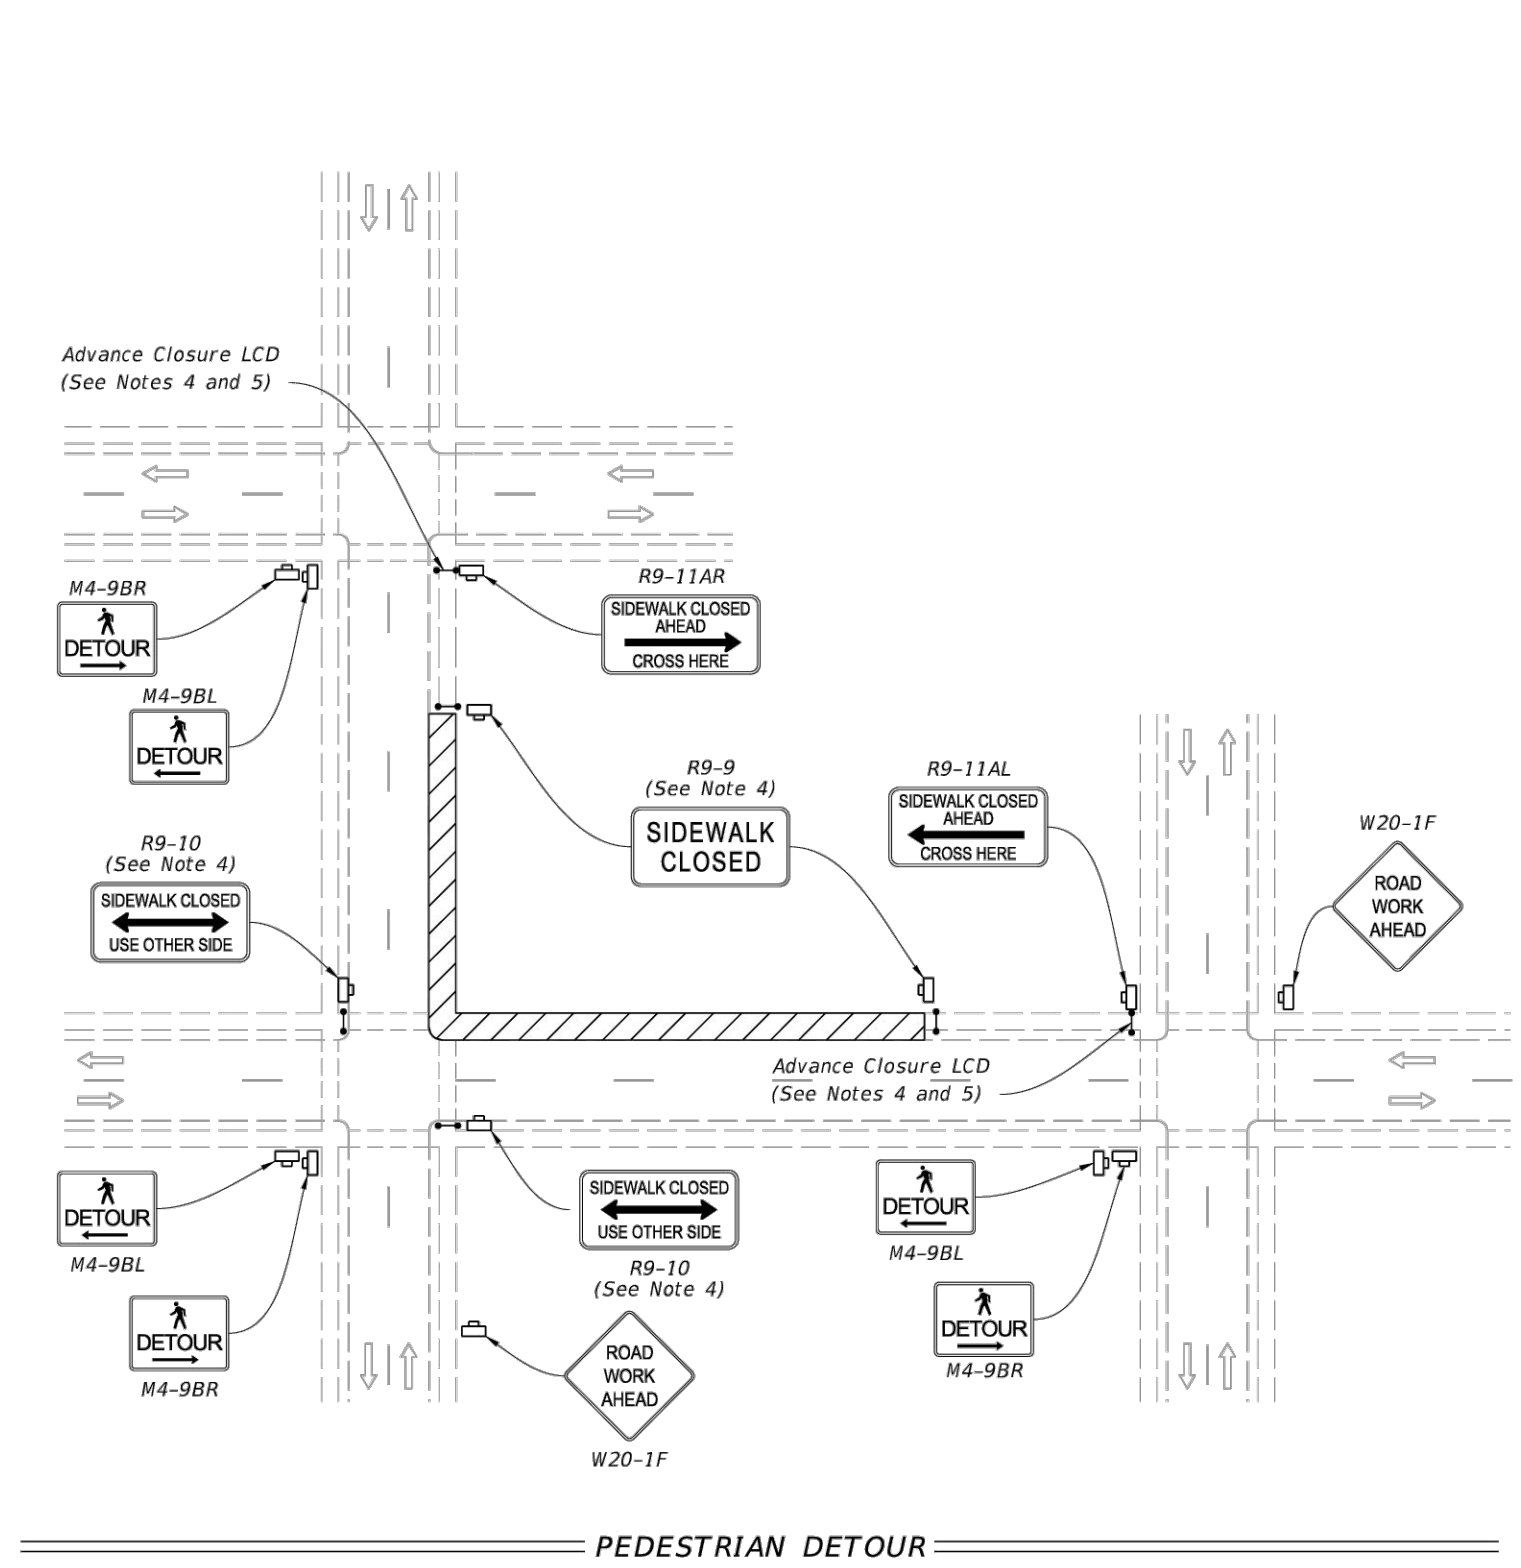 Advance Closure LCD
(See Notes 4 and 5)
M4-9BR
DETOUR
M4-9BL
DETOUR
R9-11AR
SIDEWALK CLOSED
AHEAD
CROSS HERE
R9-9
(See Note 4)
SIDEWALK
CLOSED
R9-11AL
SIDEWALK CLOSED
AHEAD
CROSS HERE
W20-1F
ROAD
WORK
AHEAD
R9-10
(See Note 4)
SIDEWALK CLOSED
USE OTHER SIDE
Advance Closure LCD
(See Notes 4 and 5)
DETOUR
M4-9BL
DETOUR
M4-9BR
SIDEWALK CLOSED
USE OTHER SIDE
R9-10
(See Note 4)
ROAD
WORK
AHEAD
W20-1F
DETOUR
M4-9BL
DETOUR
M4-9BR
PEDESTRIAN DETOUR